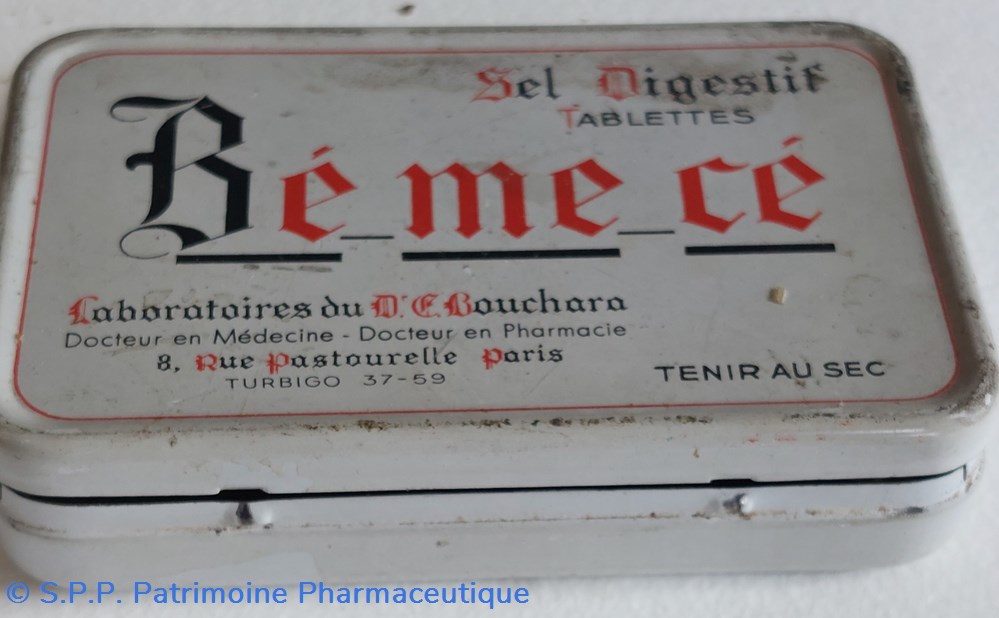 Sel Digestif
TABLETTES
Bé_me_cé
Laboratoires du Dr. E. Bouchara
Docteur en Médecine - Docteur en Pharmacie
8, Rue Pastourelle Paris
TURBIGO 37-59
TENIR AU SEC
© S.P.P. Patrimoine Pharmaceutique